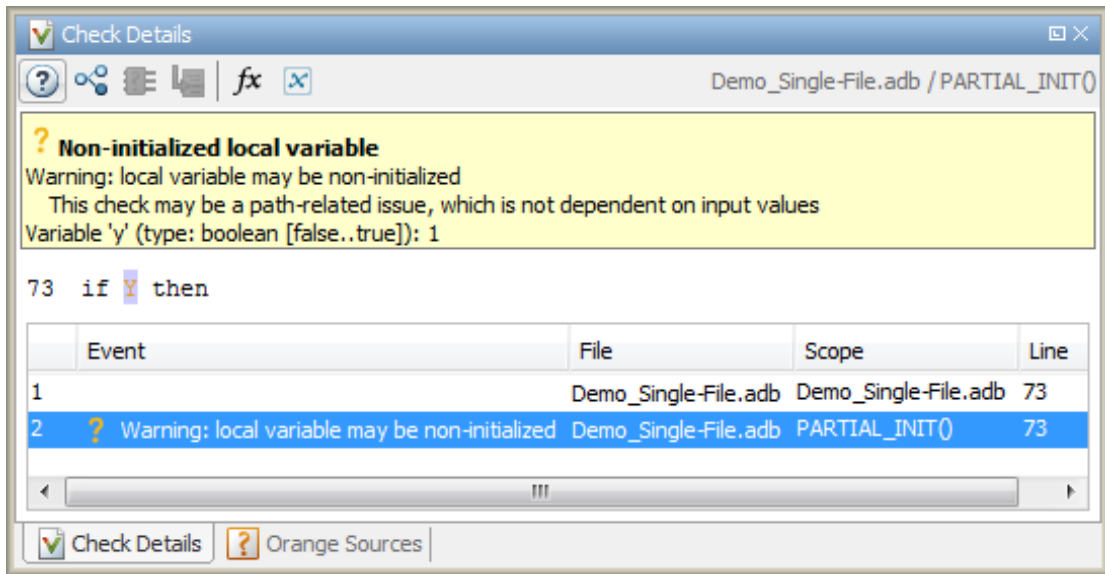 Check Details
fx x Demo_Single-File.adb / PARTIAL_INIT()
? Non-initialized local variable
Warning: local variable may be non-initialized
This check may be a path-related issue, which is not dependent on input values
Variable 'y' (type: boolean [false..true]): 1
73 if Y then
Event File Scope Line
1 Demo_Single-File.adb Demo_Single-File.adb 73
2 ? Warning: local variable may be non-initialized Demo_Single-File.adb PARTIAL_INIT() 73
Check Details ? Orange Sources